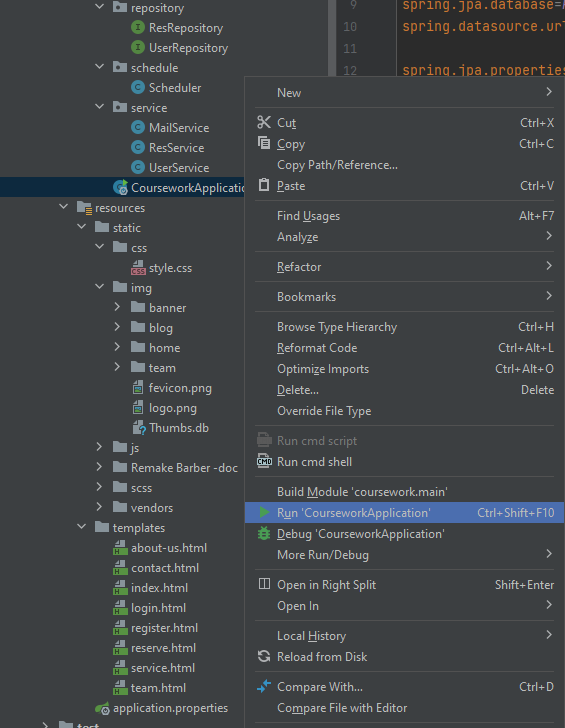 repository
ResRepository
UserRepository
schedule
Scheduler
service
MailService
ResService
UserService
CourseworkApplicatio
resources
static
css
style.css
img
banner
blog
home
team
fevicon.png
logo.png
Thumbs.db
js
Remake Barber -doc
scss
vendors
templates
about-us.html
contact.html
index.html
login.html
register.html
reserve.html
service.html
team.html
application.properties
test
9 spring.jpa.database=
10 spring.datasource.url
11
12 spring.jpa.properties
New
Cut Ctrl+X
Copy Ctrl+C
Copy Path/Reference...
Paste Ctrl+V
Find Usages Alt+F7
Analyze
Refactor
Bookmarks
Browse Type Hierarchy Ctrl+H
Reformat Code Ctrl+Alt+L
Optimize Imports Ctrl+Alt+O
Delete... Delete
Override File Type
Run cmd script
Run cmd shell
Build Module 'coursework.main'
Run 'CourseworkApplication' Ctrl+Shift+F10
Debug 'CourseworkApplication'
More Run/Debug
Open in Right Split Shift+Enter
Open In
Local History
Reload from Disk
Compare With... Ctrl+D
Compare File with Editor